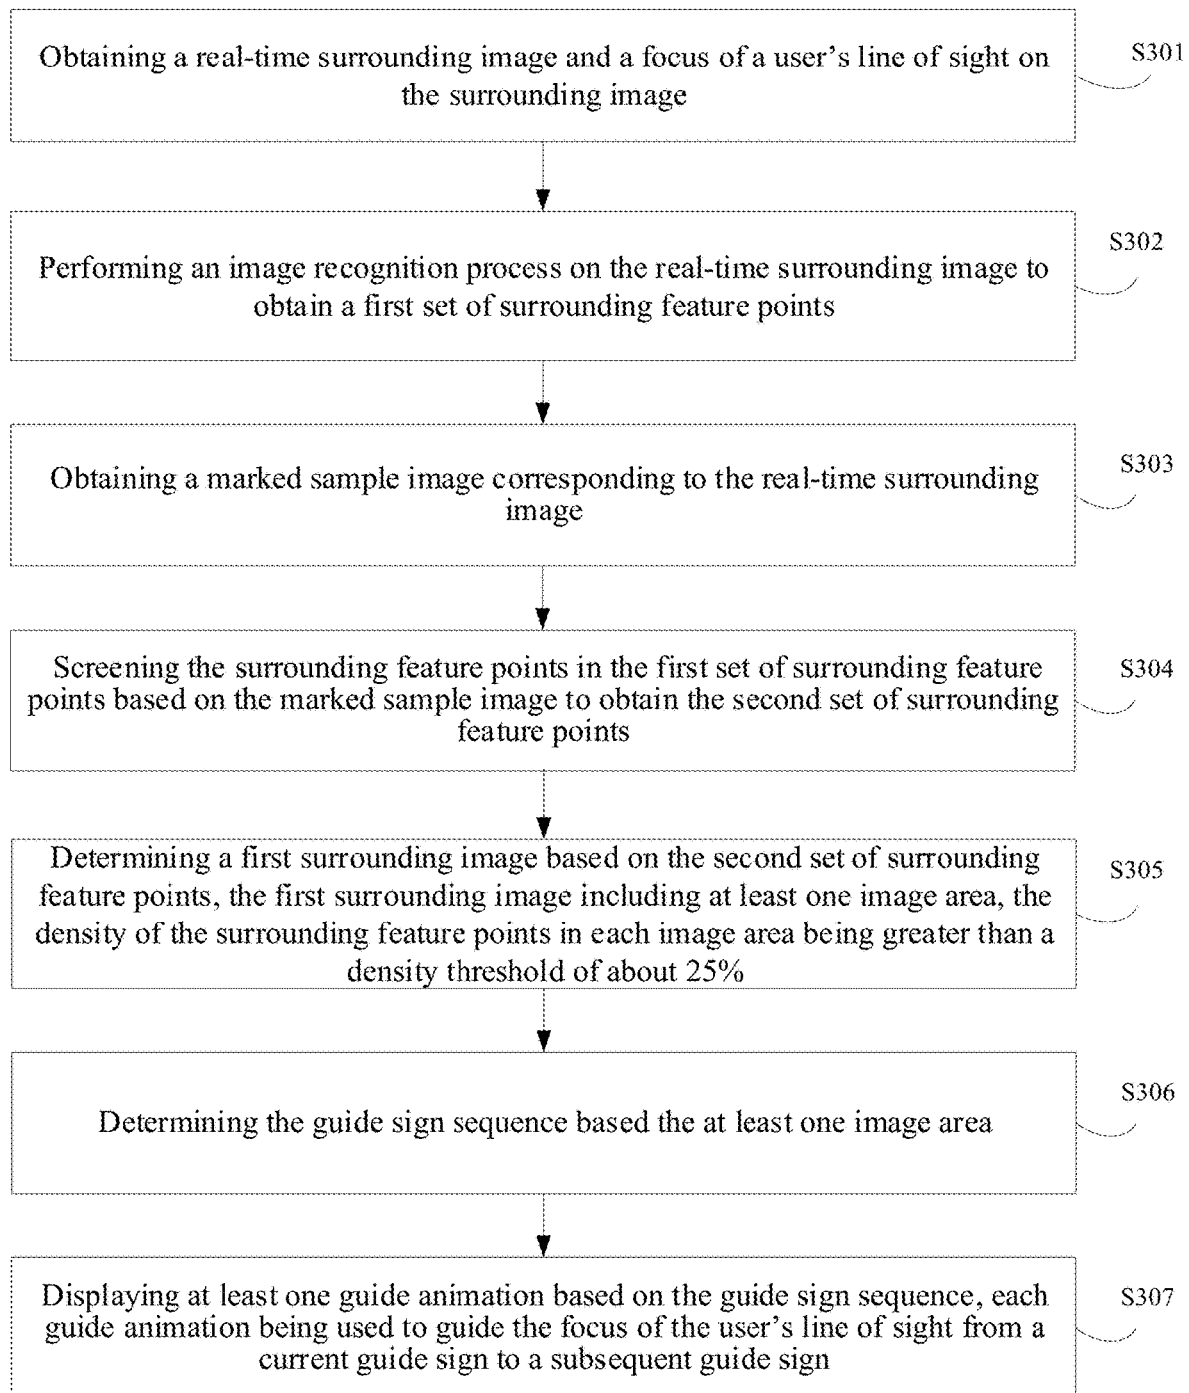 Obtaining a real-time surrounding image and a focus of a user's line of sight on
the surrounding image
S301
Performing an image recognition process on the real-time surrounding image to
obtain a first set of surrounding feature points
S302
Obtaining a marked sample image corresponding to the real-time surrounding
image
S303
Screening the surrounding feature points in the first set of surrounding feature
points based on the marked sample image to obtain the second set of surrounding
feature points
S304
Determining a first surrounding image based on the second set of surrounding
feature points, the first surrounding image including at least one image area, the
density of the surrounding feature points in each image area being greater than a
density threshold of about 25%
S305
Determining the guide sign sequence based the at least one image area
S306
Displaying at least one guide animation based on the guide sign sequence, each
guide animation being used to guide the focus of the user's line of sight from a
current guide sign to a subsequent guide sign
S307